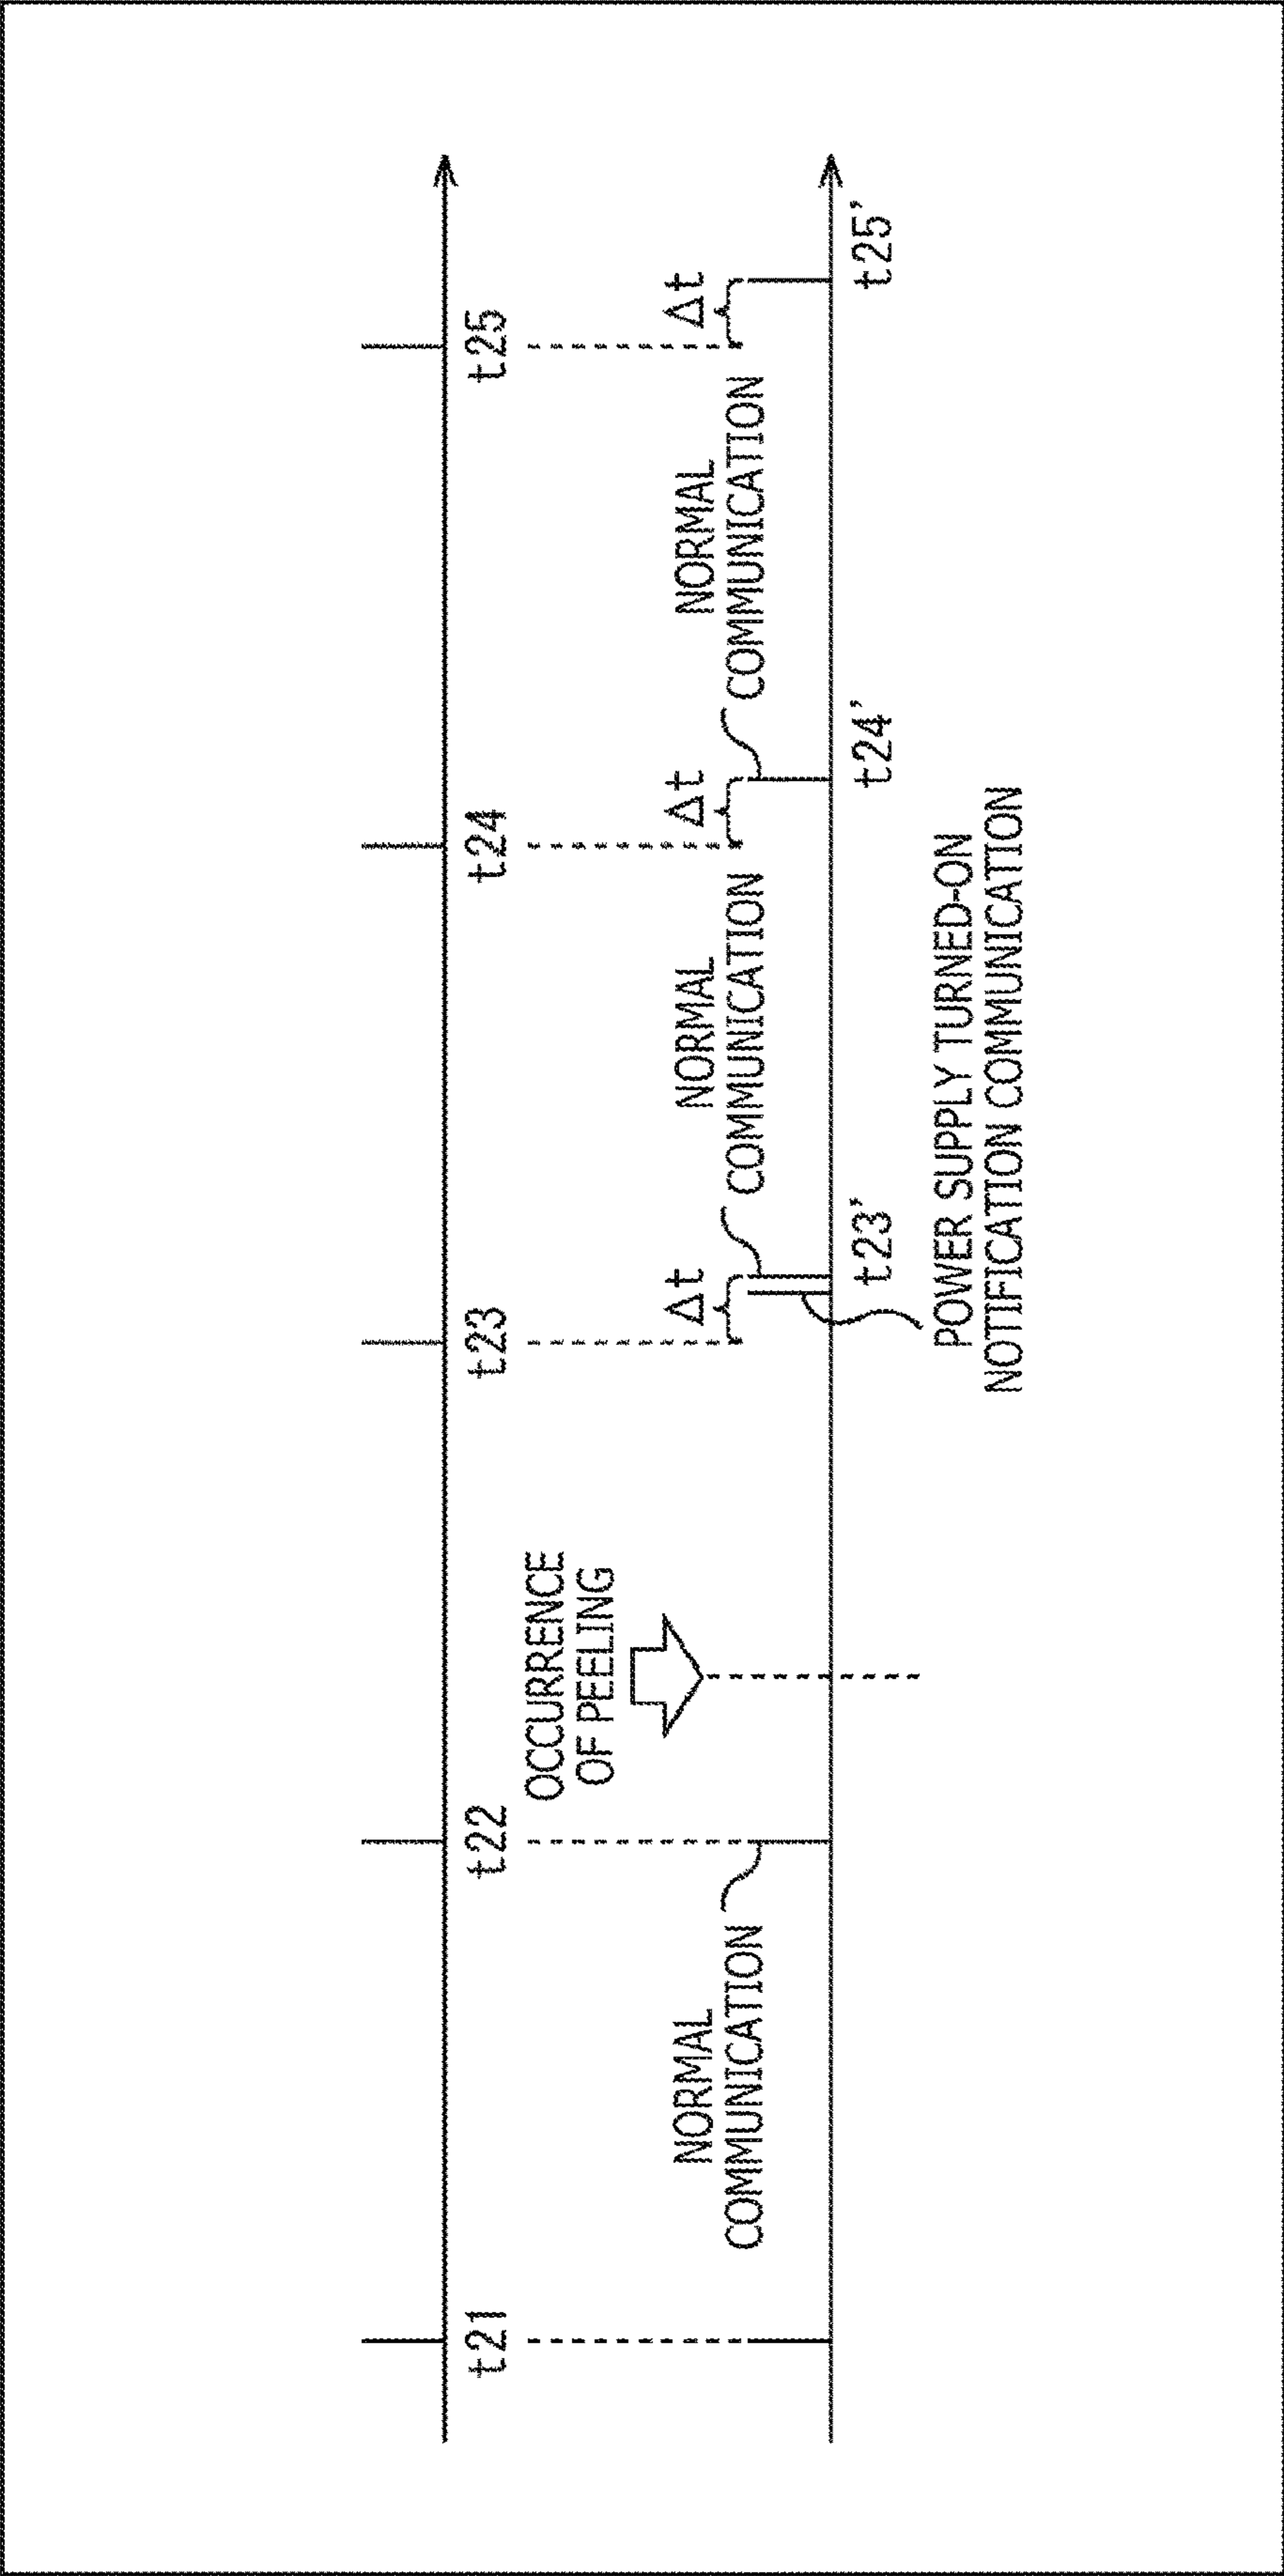 t21
t22
t23
t24
t25
OCCURRENCE
OF PEELING
Δt
Δt
Δt
NORMAL
COMMUNICATION
NORMAL
COMMUNICATION
NORMAL
COMMUNICATION
t23'
t24'
t25'
POWER SUPPLY TURNED-ON
NOTIFICATION COMMUNICATION